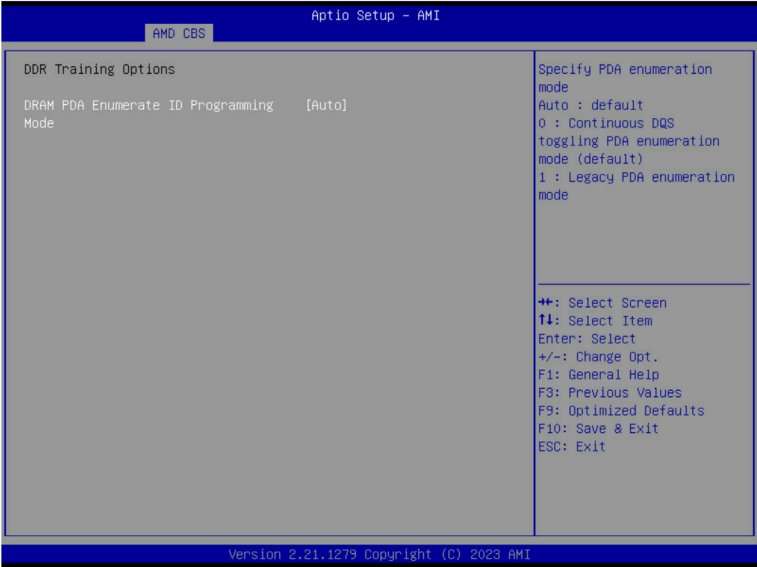 Aptio Setup – AMI
AMD CBS
DDR Training Options
DRAM PDA Enumerate ID Programming [Auto]
Mode
Specify PDA enumeration
mode
Auto : default
0 : Continuous DQS
toggling PDA enumeration
mode (default)
1 : Legacy PDA enumeration
mode
→←: Select Screen
↑↓: Select Item
Enter: Select
+/-: Change Opt.
F1: General Help
F3: Previous Values
F9: Optimized Defaults
F10: Save & Exit
ESC: Exit
Version 2.21.1279 Copyright (C) 2023 AMI